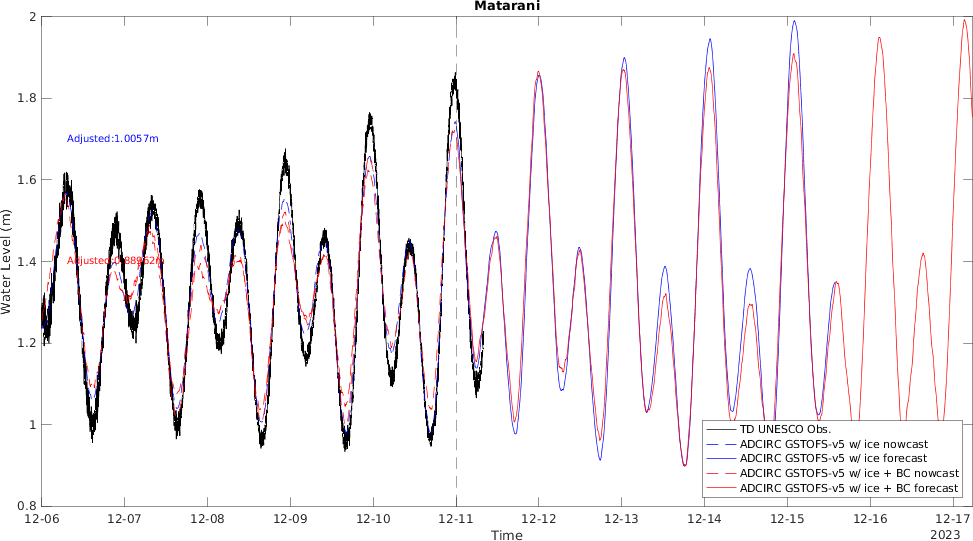 Matarani
2
1.8
1.6
1.4
1.2
1
0.8
Water Level (m)
Adjusted:1.0057m
Adjusted:0.88962m
12-06
12-07
12-08
12-09
12-10
12-11
12-12
12-13
12-14
12-15
12-16
12-17
Time
2023
TD UNESCO Obs.
ADCIRC GSTOFS-v5 w/ ice nowcast
ADCIRC GSTOFS-v5 w/ ice forecast
ADCIRC GSTOFS-v5 w/ ice + BC nowcast
ADCIRC GSTOFS-v5 w/ ice + BC forecast